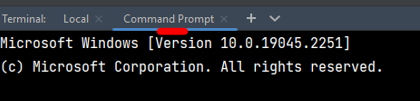 Terminal: Local Command Prompt
Microsoft Windows [Version 10.0.19045.2251]
(c) Microsoft Corporation. All rights reserved.